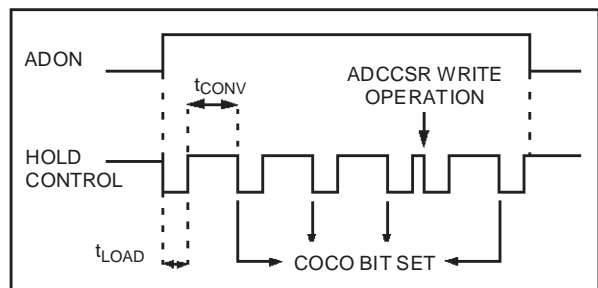 ADON
ADCCSR WRITE
OPERATION
tCONV
HOLD
CONTROL
tLOAD
COCO BIT SET